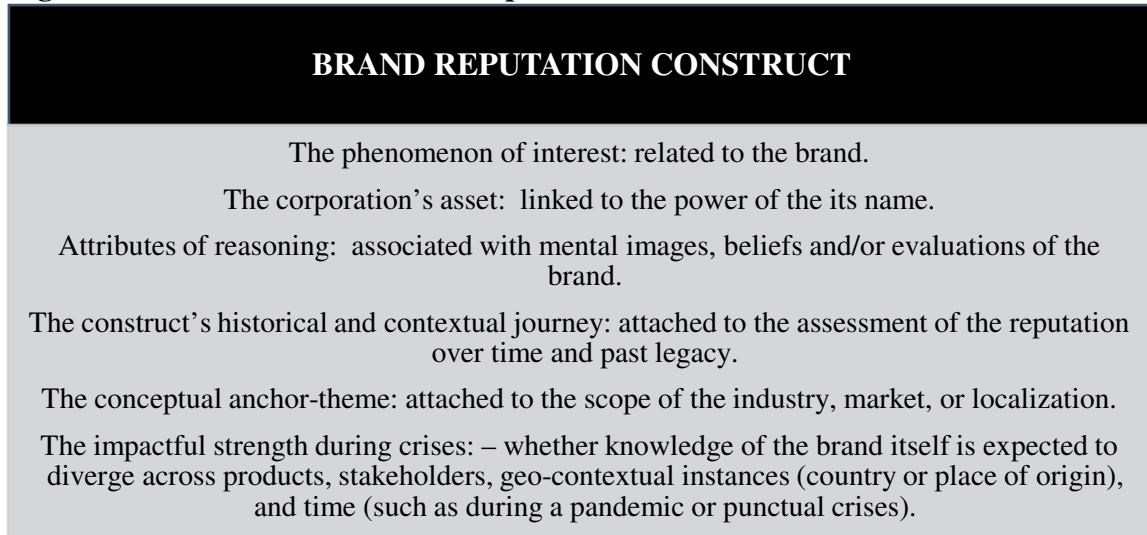 BRAND REPUTATION CONSTRUCT
The phenomenon of interest: related to the brand.
The corporation's asset:  linked to the power of the its name.
Attributes of reasoning:  associated with mental images, beliefs and/or evaluations of the
brand.
The construct's historical and contextual journey: attached to the assessment of the reputation
over time and past legacy.
The conceptual anchor-theme: attached to the scope of the industry, market, or localization.
The impactful strength during crises: – whether knowledge of the brand itself is expected to
diverge across products, stakeholders, geo-contextual instances (country or place of origin),
and time (such as during a pandemic or punctual crises).